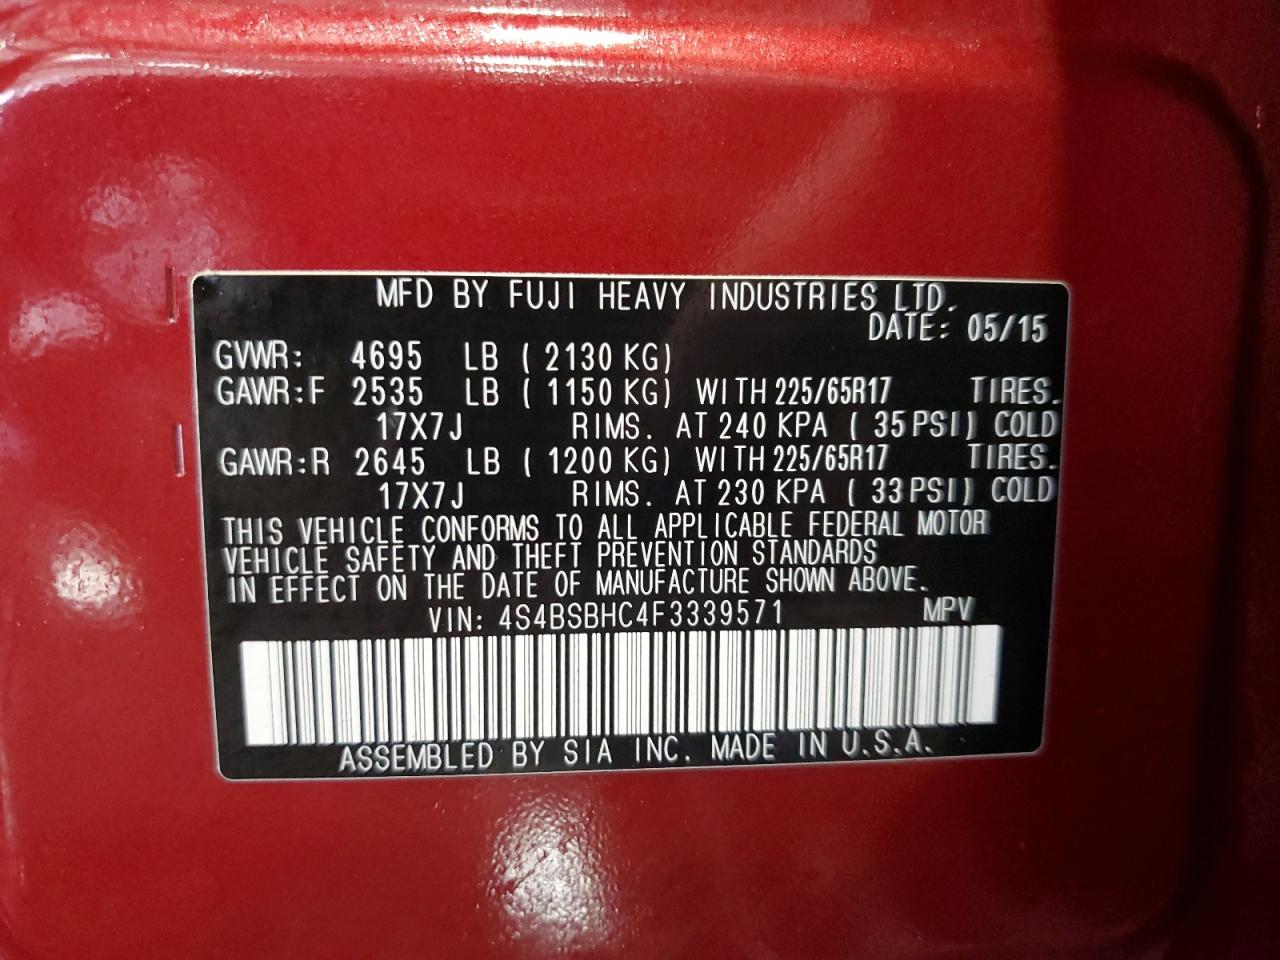 MFD BY FUJI HEAVY INDUSTRIES LTD.
DATE: 05/15
GVWR: 4695 LB ( 2130 KG)
GAWR:F 2535 LB ( 1150 KG) WITH 225/65R17 TIRES.
17X7J RIMS. AT 240 KPA ( 35 PSI) COLD
GAWR:R 2645 LB ( 1200 KG) WITH 225/65R17 TIRES.
17X7J RIMS. AT 230 KPA ( 33 PSI) COLD
THIS VEHICLE CONFORMS TO ALL APPLICABLE FEDERAL MOTOR
VEHICLE SAFETY AND THEFT PREVENTION STANDARDS
IN EFFECT ON THE DATE OF MANUFACTURE SHOWN ABOVE.
VIN: 4S4BSBHC4F3339571 MPV
ASSEMBLED BY SIA INC. MADE IN U.S.A.